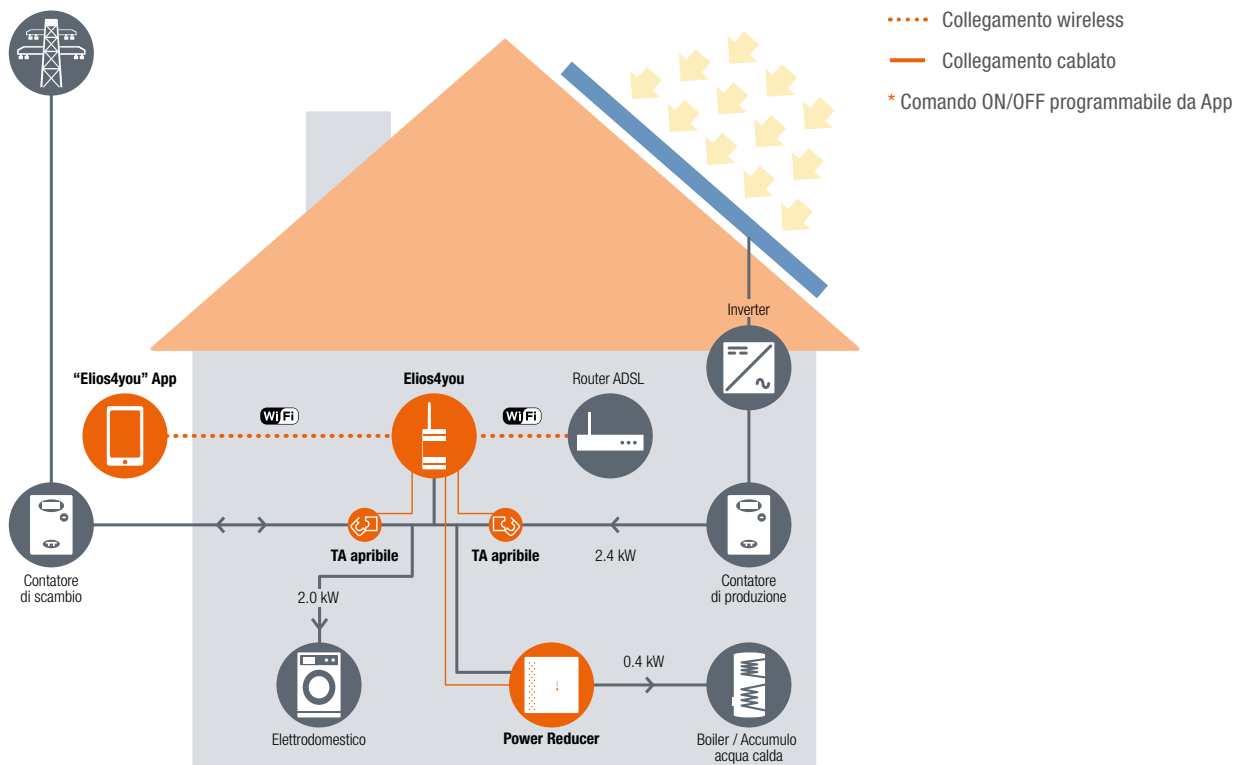 Collegamento wireless
Collegamento cablato
* Comando ON/OFF programmabile da App
Inverter
“Elios4you” App
Elios4you
Router ADSL
WiFi
WiFi
TA apribile
TA apribile
2.4 kW
Contatore
di scambio
Contatore
di produzione
2.0 kW
0.4 kW
Elettrodomestico
Power Reducer
Boiler / Accumulo
acqua calda